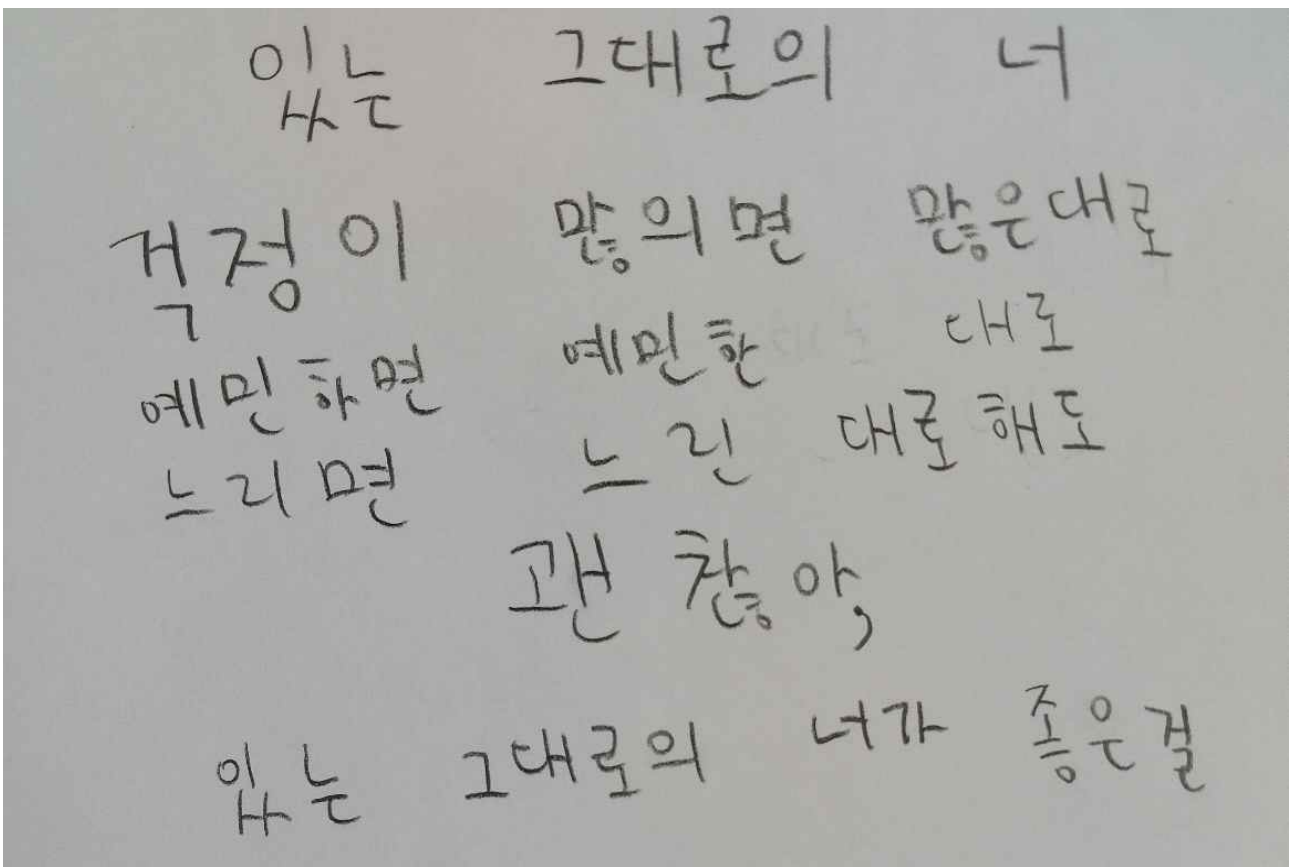 있는 그대로의 너
걱정이 많의면 많은대로
예민하면 예민한 대로
느리면 느린 대로해도
괜찮아,
있는 그대로의 너가 좋은걸